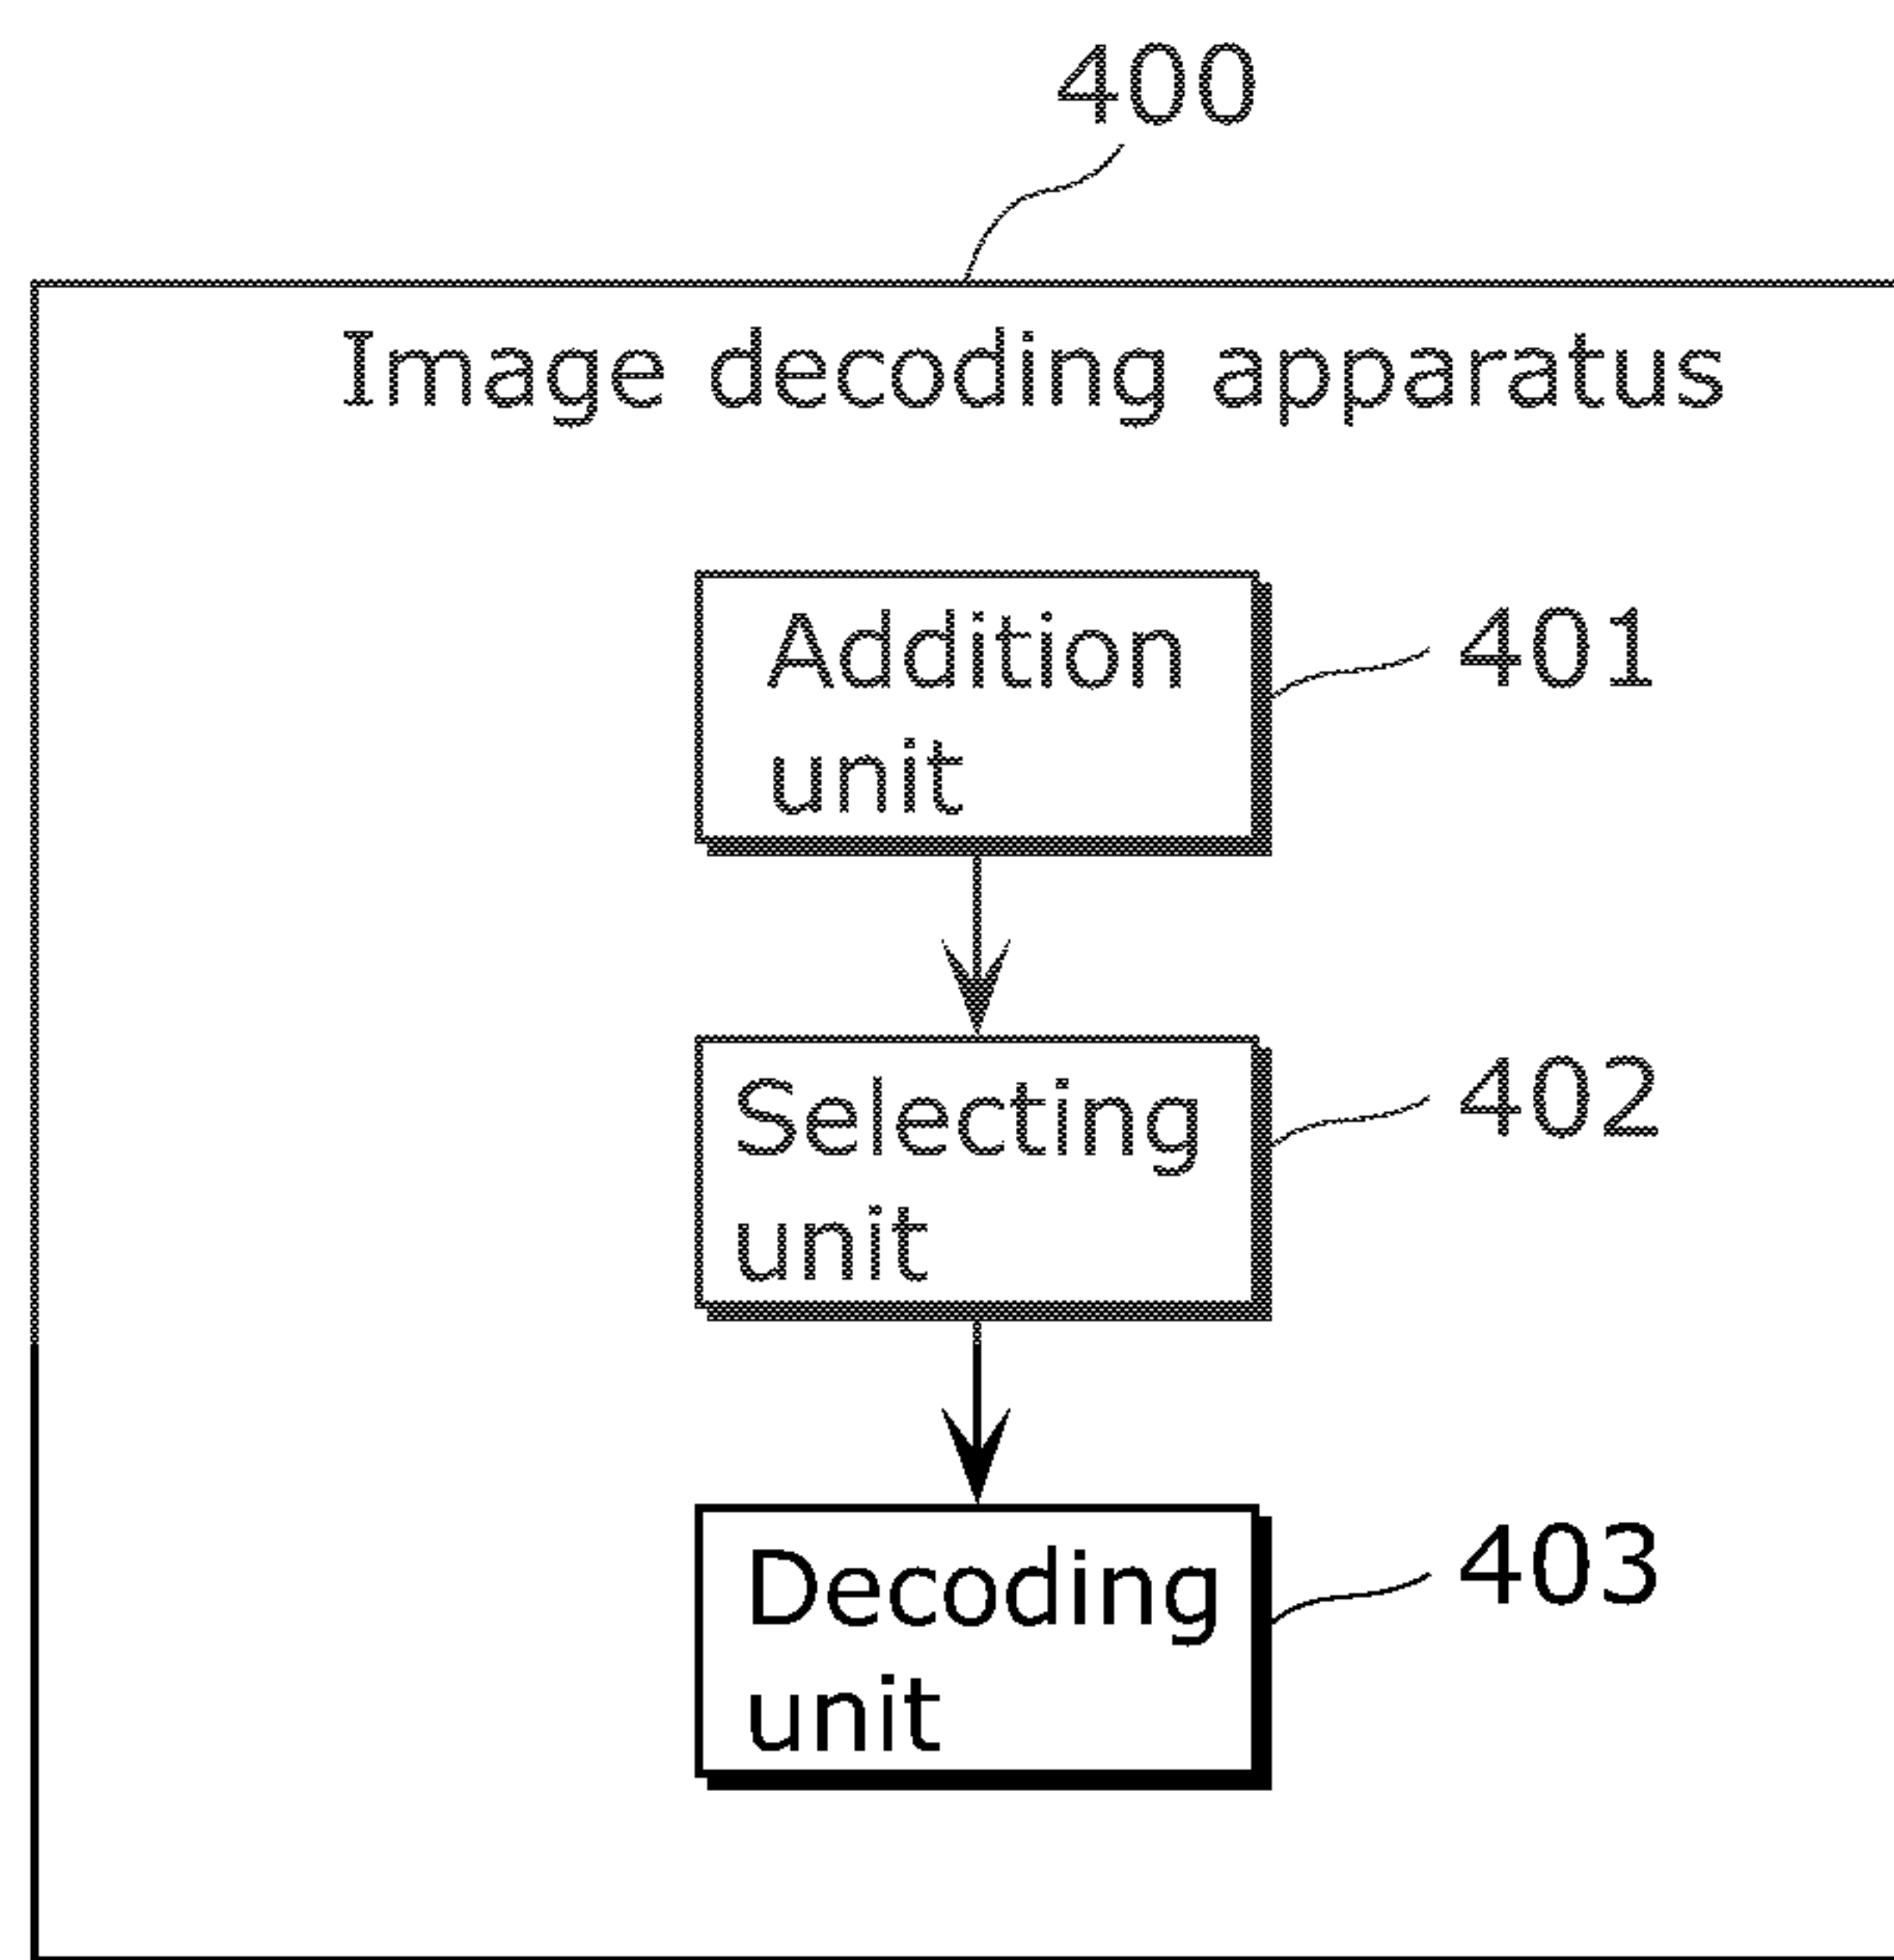 400
Image decoding apparatus
Addition
unit
401
Selecting
unit
402
Decoding
unit
403